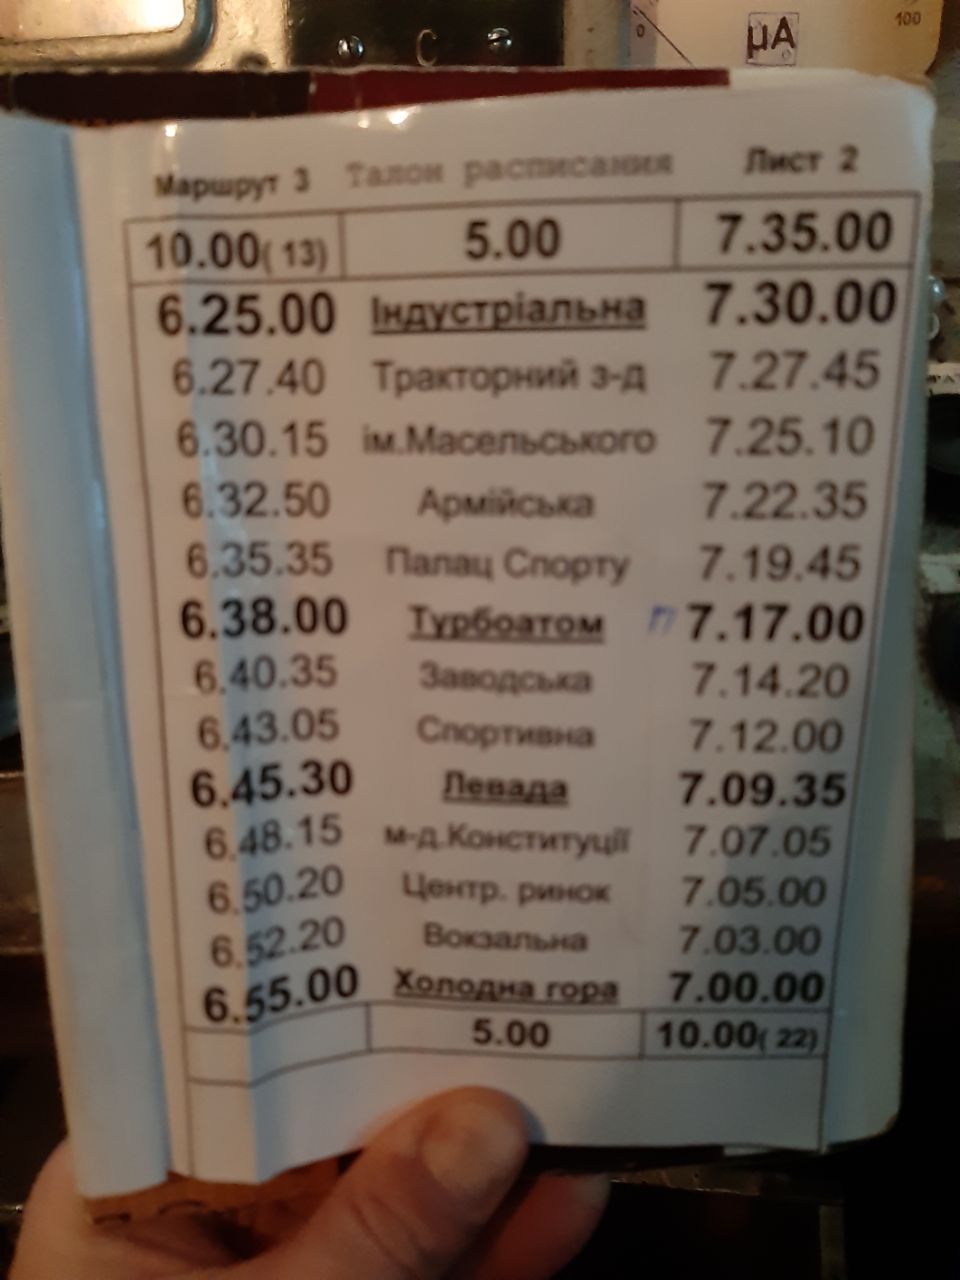 0
µA
100
C
Маршрут 3 Талон расписания Лист 2
10.00( 13) 5.00 7.35.00
6.25.00 Індустріальна 7.30.00
6.27.40 Тракторний з-д 7.27.45
6.30.15 ім.Масельського 7.25.10
6.32.50 Армійська 7.22.35
6.35.35 Палац Спорту 7.19.45
6.38.00 Турбоатом П 7.17.00
6.40.35 Заводська 7.14.20
6.43.05 Спортивна 7.12.00
6.45.30 Левада 7.09.35
6.48.15 м-д.Конституції 7.07.05
6.50.20 Центр. ринок 7.05.00
6.52.20 Вокзальна 7.03.00
6.55.00 Холодна гора 7.00.00
5.00 10.00( 22)